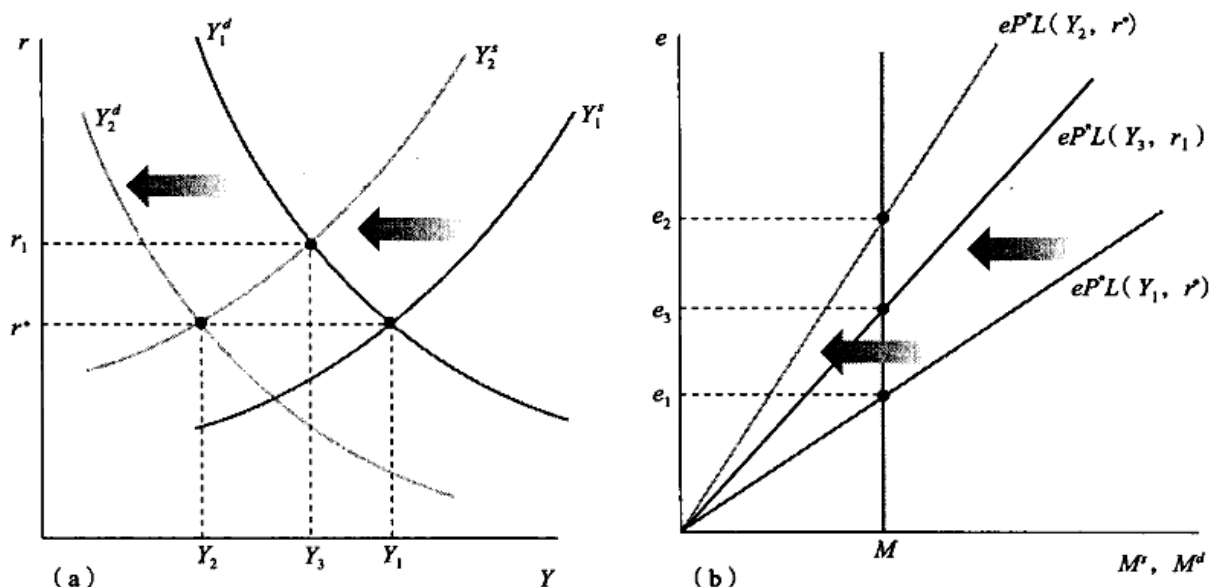 r
Y₁ᵈ
Y₂ˢ
Y₂ᵈ
Y₁ˢ
r₁
r*
Y₂
Y₃
Y₁
Y
(a)
e
eP*L(Y₂, r*)
eP*L(Y₃, r₁)
eP*L(Y₁, r*)
e₂
e₃
e₁
M
Mˢ, Mᵈ
(b)